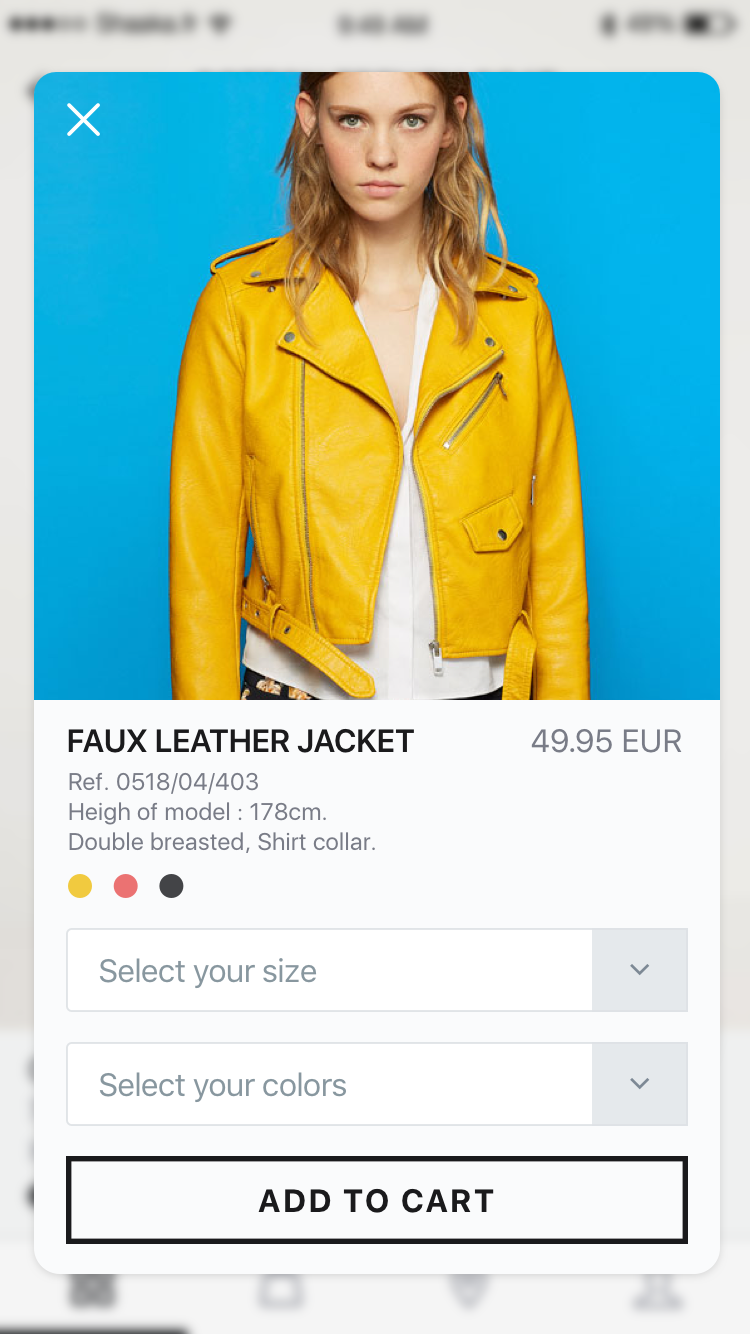 FAUX LEATHER JACKET 49.95 EUR
Ref. 0518/04/403
Heigh of model : 178cm.
Double breasted, Shirt collar.
Select your size
Select your colors
ADD TO CART